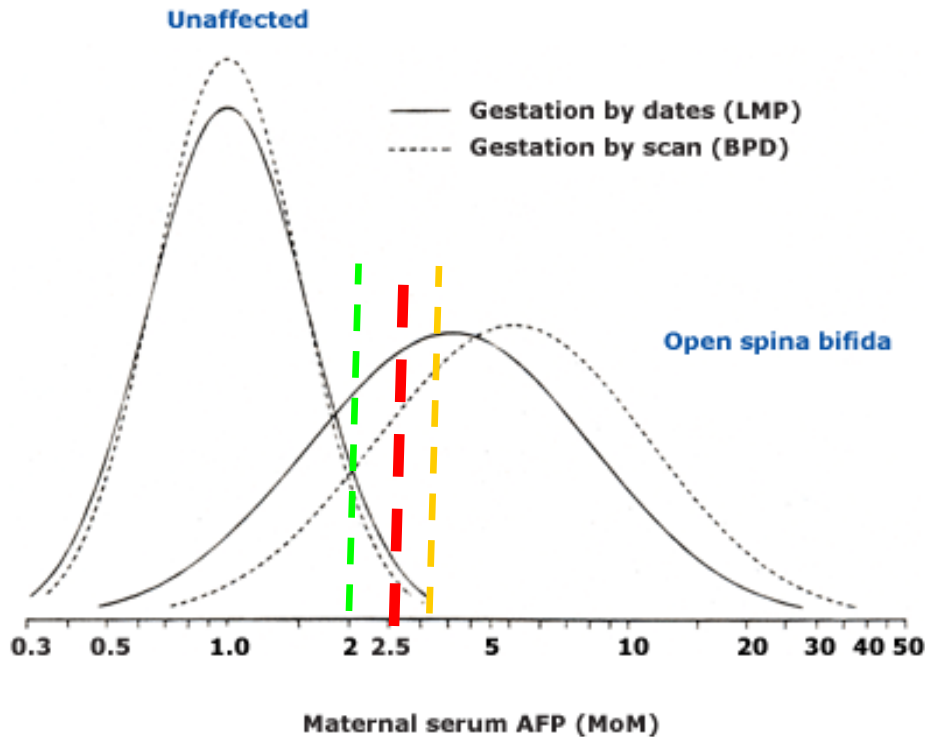 Unaffected
Gestation by dates (LMP)
Gestation by scan (BPD)
Open spina bifida
0.3 0.5 1.0 2 2.5 5 10 20 30 40 50
Maternal serum AFP (MoM)